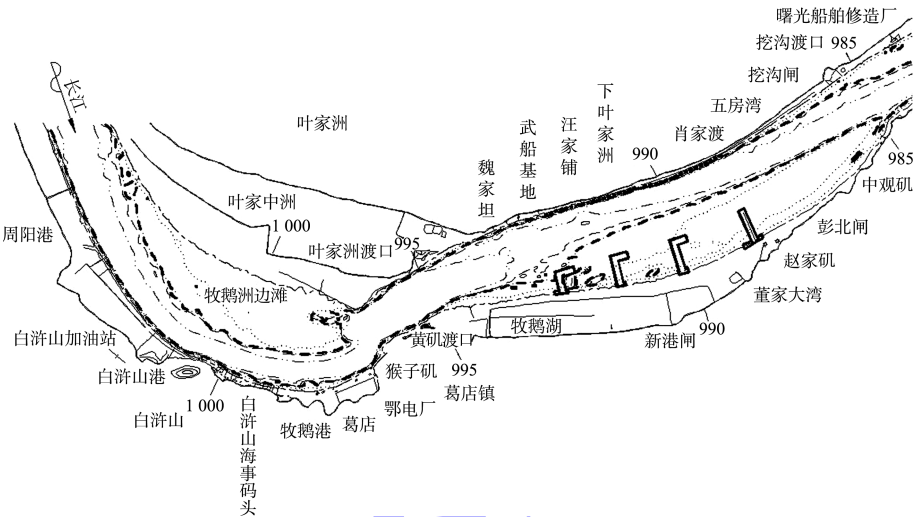 曙光船舶修造厂
挖沟渡口 985
挖沟闸
五房湾
肖家渡
下叶家洲
汪家铺
武船基地
魏家坦
990
长江
叶家洲
叶家中洲
1 000
叶家洲渡口 995
985
中观矶
彭北闸
赵家矶
董家大湾
周阳港
牧鹅洲边滩
牧鹅湖
990
新港闸
白浒山加油站
白浒山港
黄矶渡口
995
猴子矶
葛店镇
鄂电厂
1 000
白浒山
白浒山海事码头
牧鹅港
葛店